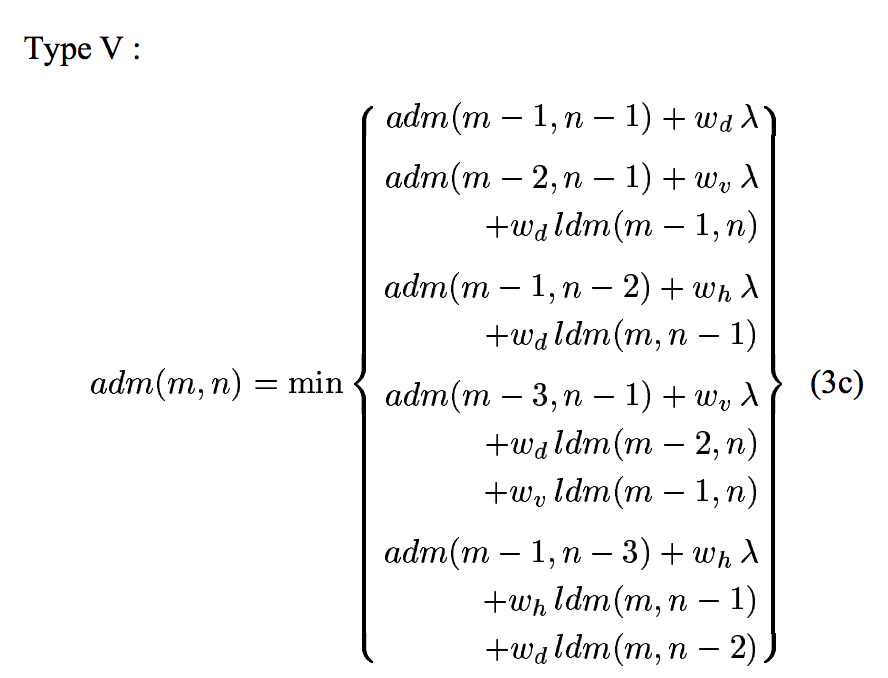 Type V :
adm(m − 1, n − 1) + w_d λ
adm(m − 2, n − 1) + w_v λ
+w_d ldm(m − 1, n)
adm(m − 1, n − 2) + w_h λ
+w_d ldm(m, n − 1)
adm(m, n) = min { } (3c)
adm(m − 3, n − 1) + w_v λ
+w_d ldm(m − 2, n)
+w_v ldm(m − 1, n)
adm(m − 1, n − 3) + w_h λ
+w_h ldm(m, n − 1)
+w_d ldm(m, n − 2)